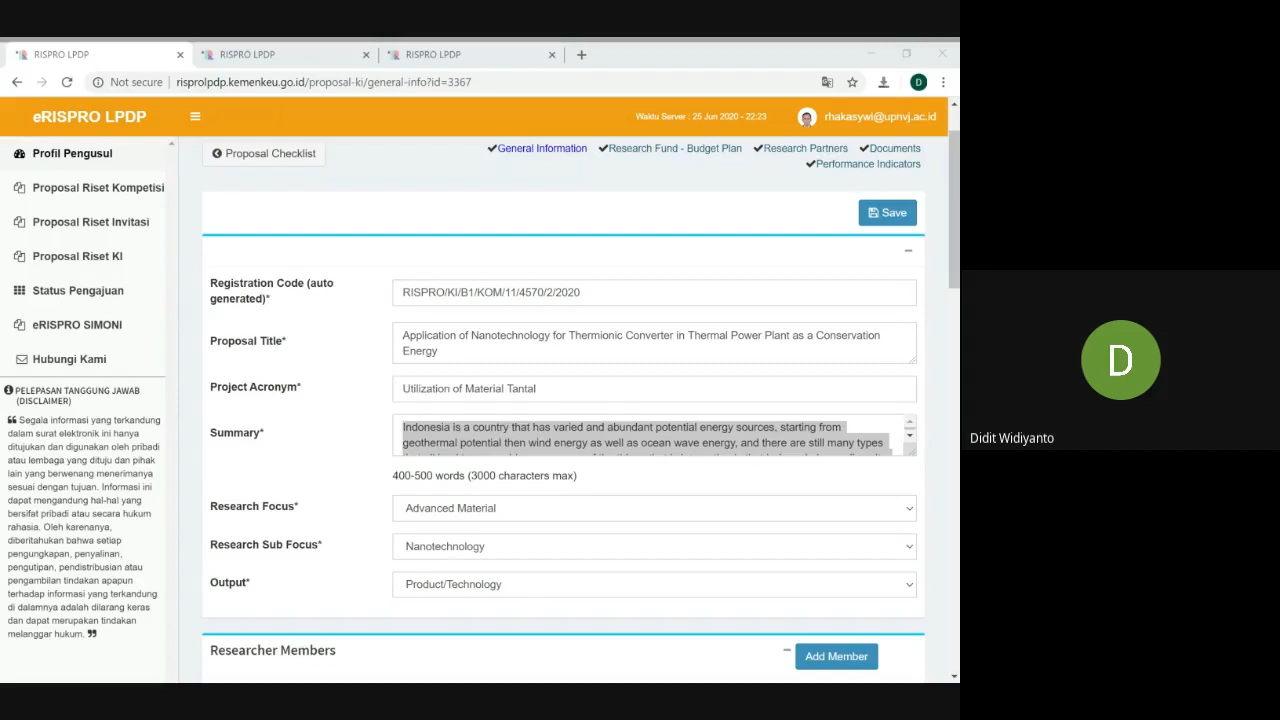 RISPRO LPDP
RISPRO LPDP
RISPRO LPDP
Not secure
risprolpdp.kemenkeu.go.id/proposal-ki/general-info?id=3367
D
eRISPRO LPDP
Waktu Server : 25 Jun 2020 - 22:23
rhakasywi@upnvj.ac.id
Profil Pengusul
Proposal Riset Kompetisi
Proposal Riset Invitasi
Proposal Riset KI
Status Pengajuan
eRISPRO SIMONI
Hubungi Kami
PELEPASAN TANGGUNG JAWAB
(DISCLAIMER)
Segala informasi yang terkandung
dalam surat elektronik ini hanya
ditujukan dan digunakan oleh pribadi
atau lembaga yang dituju dan pihak
lain yang berwenang menerimanya
sesuai dengan tujuan. Informasi ini
dapat mengandung hal-hal yang
bersifat pribadi atau secara hukum
rahasia. Oleh karenanya,
diberitahukan bahwa setiap
pengungkapan, penyalinan,
pengutipan, pendistribusian atau
pengambilan tindakan apapun
terhadap informasi yang terkandung
di dalamnya adalah dilarang keras
dan dapat merupakan tindakan
melanggar hukum.
Proposal Checklist
General Information
Research Fund - Budget Plan
Research Partners
Documents
Performance Indicators
Save
Registration Code (auto
generated)*
RISPRO/KI/B1/KOM/11/4570/2/2020
Proposal Title*
Application of Nanotechnology for Thermionic Converter in Thermal Power Plant as a Conservation
Energy
Project Acronym*
Utilization of Material Tantal
Summary*
Indonesia is a country that has varied and abundant potential energy sources, starting from
geothermal potential then wind energy as well as ocean wave energy, and there are still many types
400-500 words (3000 characters max)
Research Focus*
Advanced Material
Research Sub Focus*
Nanotechnology
Output*
Product/Technology
Researcher Members
Add Member
D
Didit Widiyanto